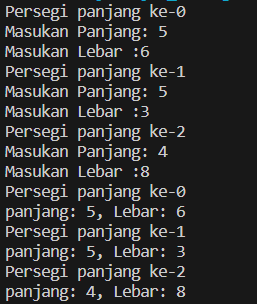 Persegi panjang ke-0
Masukan Panjang: 5
Masukan Lebar :6
Persegi panjang ke-1
Masukan Panjang: 5
Masukan Lebar :3
Persegi panjang ke-2
Masukan Panjang: 4
Masukan Lebar :8
Persegi panjang ke-0
panjang: 5, Lebar: 6
Persegi panjang ke-1
panjang: 5, Lebar: 3
Persegi panjang ke-2
panjang: 4, Lebar: 8